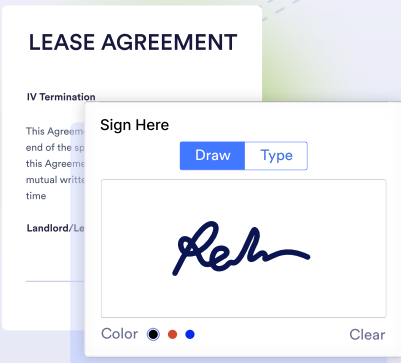 LEASE AGREEMENT
IV Termination
This Agreem
end of the sp
this Agreeme
mutual writte
time
Landlord/Le
Sign Here
Draw
Type
Color
Clear